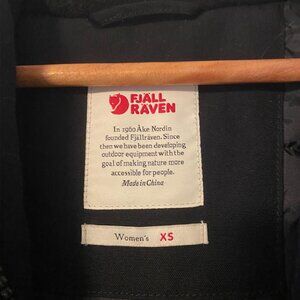 FJÄLL
RÄVEN
In 1960 Åke Nordin
founded Fjällräven. Since
then we have been developing
outdoor equipment with the
goal of making nature more
accessible for people.
Made in China
Women's XS